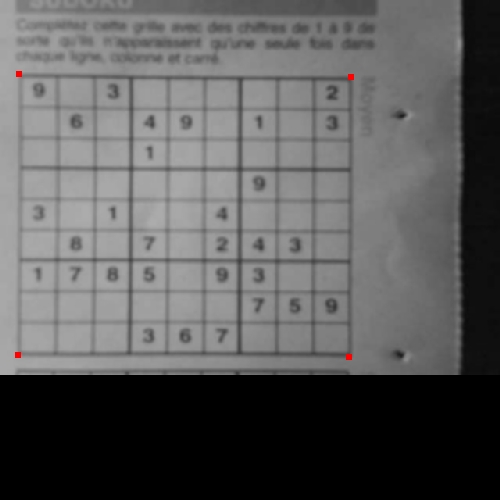 SUDOKU
Complétez cette grille avec des chiffres de 1 à 9 de
sorte qu'ils n'apparaissent qu'une seule fois dans
chaque ligne, colonne et carré.
Moyen
9 3 2
6 4 9 1 3
1
9
3 1 4
8 7 2 4 3
1 7 8 5 9 3
7 5 9
3 6 7